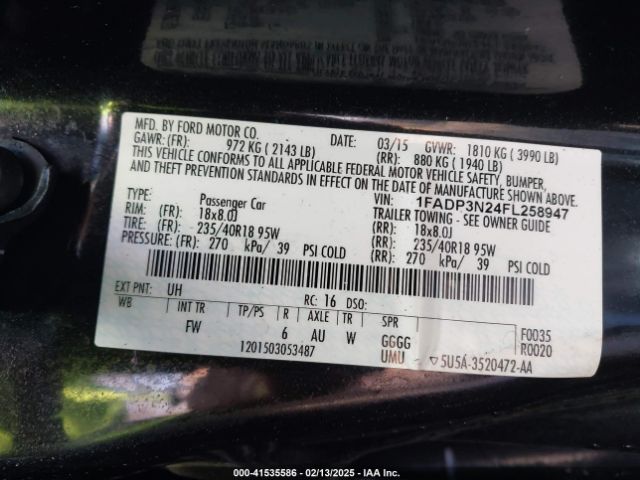 MFD. BY FORD MOTOR CO. DATE: 03/15 GVWR: 1810 KG ( 3990 LB)
GAWR: (FR): 972 KG ( 2143 LB) (RR): 880 KG ( 1940 LB)
THIS VEHICLE CONFORMS TO ALL APPLICABLE FEDERAL MOTOR VEHICLE SAFETY, BUMPER,
AND THEFT PREVENTION STANDARDS IN EFFECT ON THE DATE OF MANUFACTURE SHOWN ABOVE.
VIN: 1FADP3N24FL258947
TYPE: Passenger Car TRAILER TOWING - SEE OWNER GUIDE
RIM: (FR): 18x8.0J (RR): 18x8.0J
TIRE: (FR): 235/40R18 95W (RR): 235/40R18 95W
PRESSURE: (FR): 270 kPa/ 39 PSI COLD (RR): 270 kPa/ 39 PSI COLD
EXT PNT: UH RC: 16 DSO:
WB INT TR TP/PS R AXLE TR SPR F0035
FW 6 AU W GGGG R0020
1201503053487 UMU ▽5U5A-3520472-AA
000-41535586 - 02/13/2025 - IAA Inc.